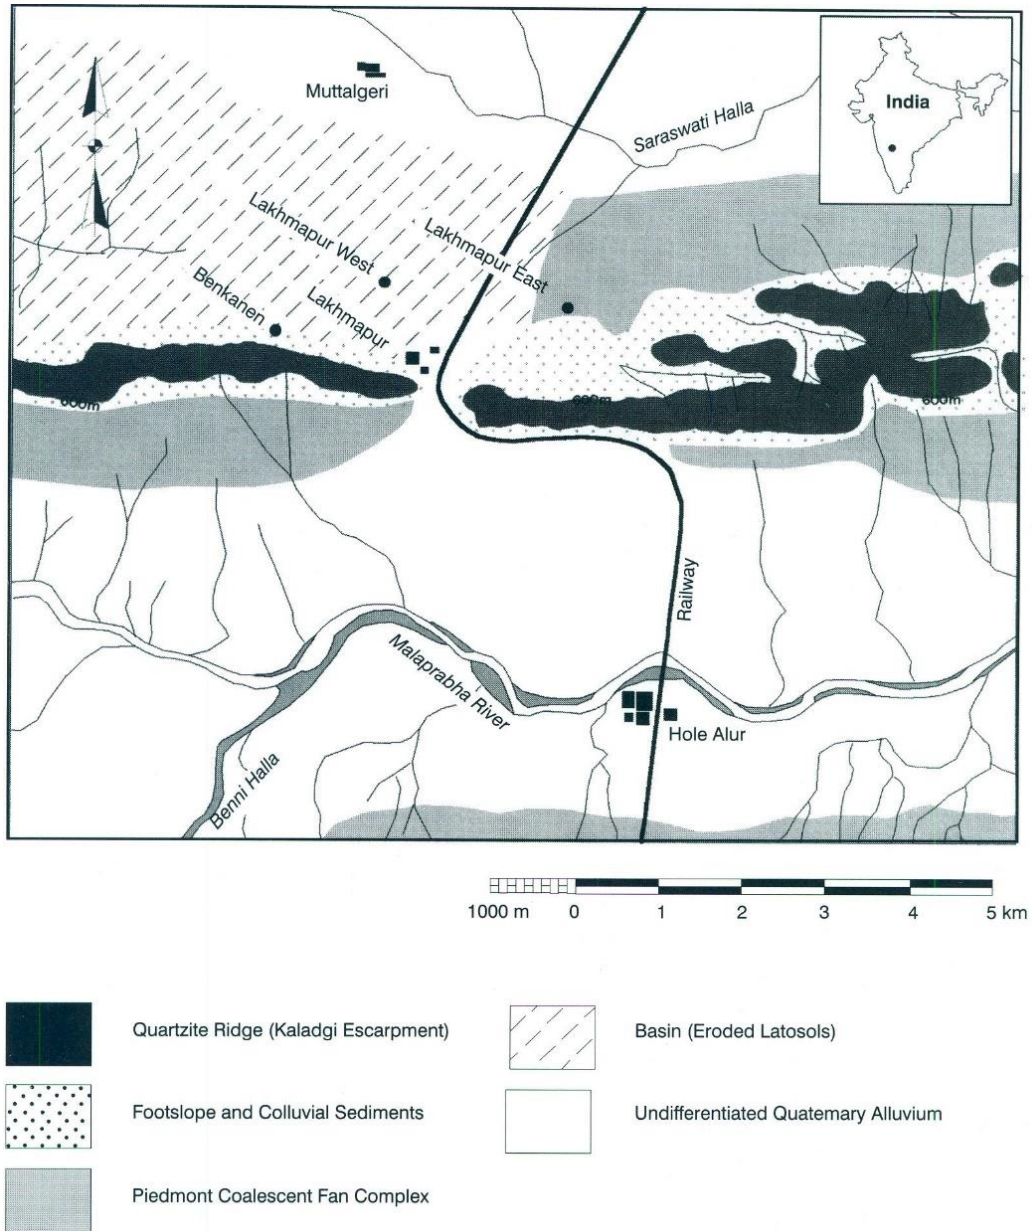 Muttalgeri
India
Saraswati Halla
Lakhmapur West
Lakhmapur East
Benkanen
Lakhmapur
600m
600m
600m
Railway
Malaprabha River
Hole Alur
Benni Halla
1000 m 0 1 2 3 4 5 km
Quartzite Ridge (Kaladgi Escarpment)
Basin (Eroded Latosols)
Footslope and Colluvial Sediments
Undifferentiated Quatemary Alluvium
Piedmont Coalescent Fan Complex